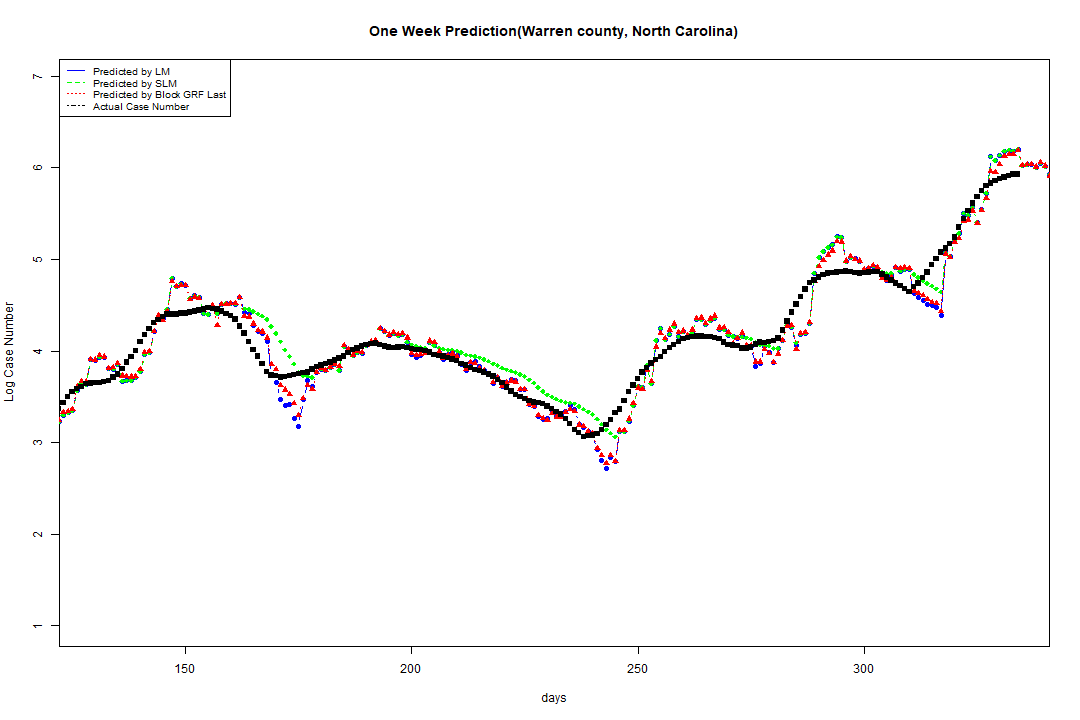 One Week Prediction(Warren county, North Carolina)
Predicted by LM
Predicted by SLM
Predicted by Block GRF Last
Actual Case Number
7
6
5
4
3
2
1
Log Case Number
150
200
250
300
days